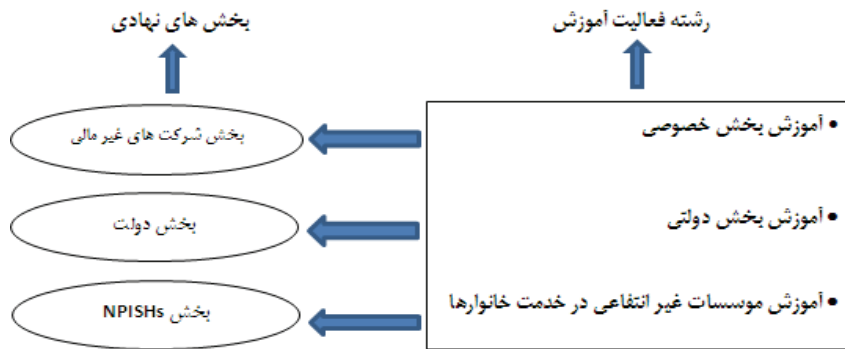 رشته فعالیت آموزش
بخش های نهادی
• آموزش بخش خصوصی
بخش شرکت های غیر مالی
• آموزش بخش دولتی
بخش دولت
• آموزش موسسات غیر انتفاعی در خدمت خانوارها
بخش NPISHs